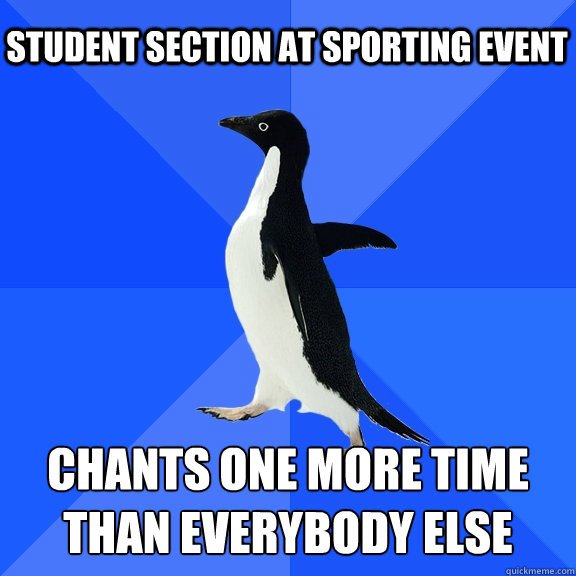 STUDENT SECTION AT SPORTING EVENT
CHANTS ONE MORE TIME
THAN EVERYBODY ELSE
quickmeme.com